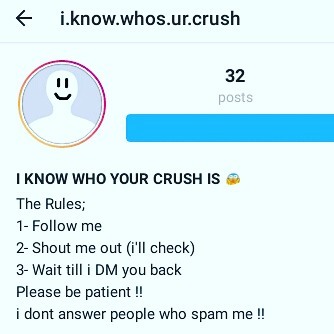 i.know.whos.ur.crush
32
posts
I KNOW WHO YOUR CRUSH IS 😱
The Rules;
1- Follow me
2- Shout me out (i'll check)
3- Wait till i DM you back
Please be patient !!
i dont answer people who spam me !!